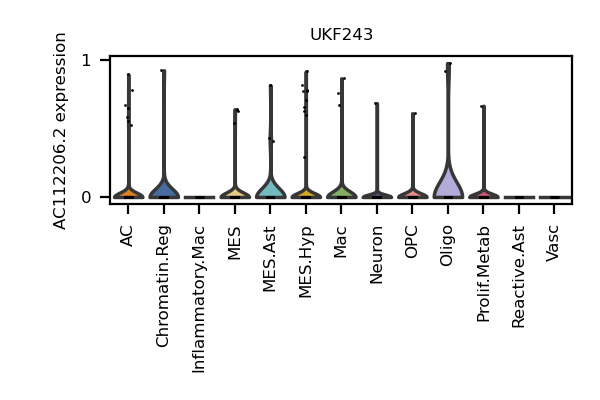 UKF243
AC112206.2 expression
1
0
AC
Chromatin.Reg
Inflammatory.Mac
MES
MES.Ast
MES.Hyp
Mac
Neuron
OPC
Oligo
Prolif.Metab
Reactive.Ast
Vasc